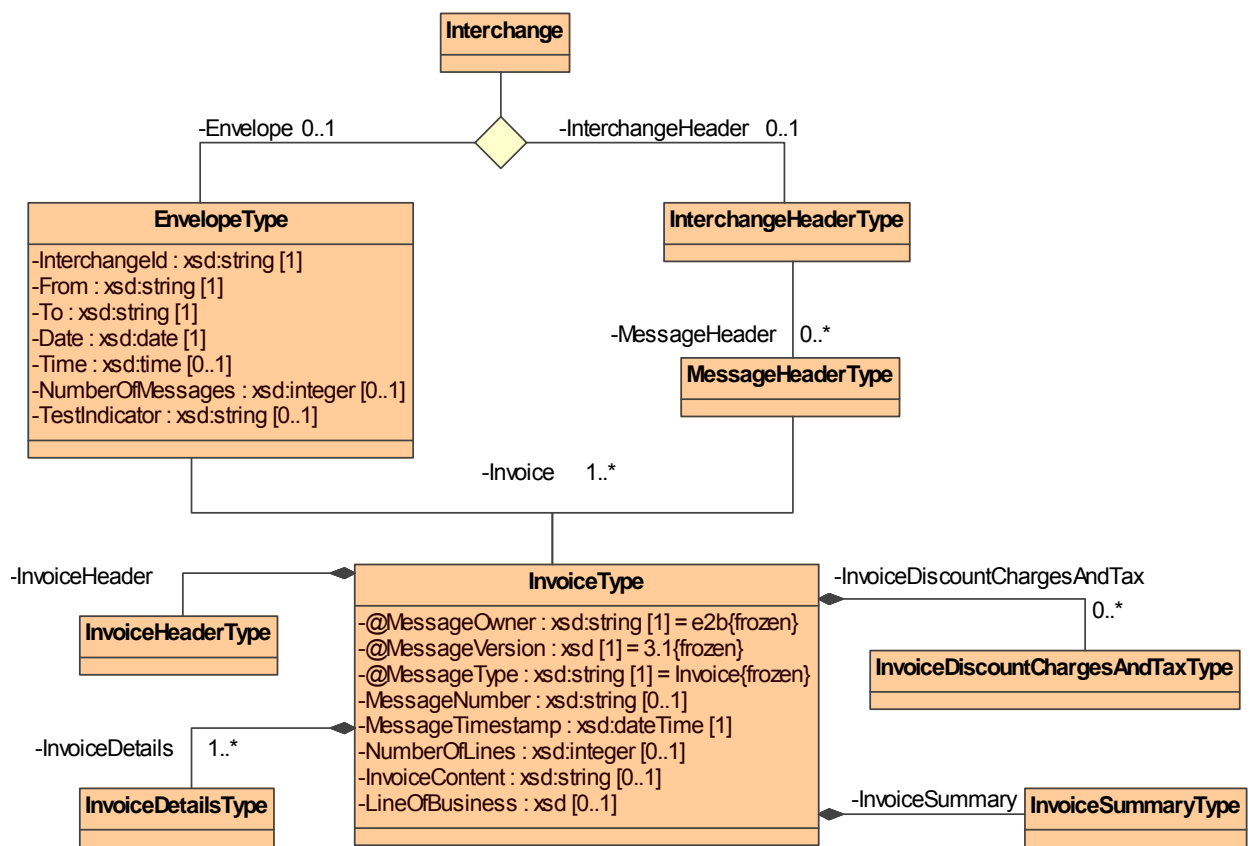 Interchange
-Envelope 0..1
-InterchangeHeader 0..1
EnvelopeType
-InterchangeId : xsd:string [1]
-From : xsd:string [1]
-To : xsd:string [1]
-Date : xsd:date [1]
-Time : xsd:time [0..1]
-NumberOfMessages : xsd:integer [0..1]
-TestIndicator : xsd:string [0..1]
InterchangeHeaderType
-MessageHeader 0..*
MessageHeaderType
-Invoice 1..*
-InvoiceHeader
InvoiceHeaderType
-InvoiceDetails 1..*
InvoiceDetailsType
InvoiceType
-@MessageOwner : xsd:string [1] = e2b{frozen}
-@MessageVersion : xsd [1] = 3.1{frozen}
-@MessageType : xsd:string [1] = Invoice{frozen}
-MessageNumber : xsd:string [0..1]
-MessageTimestamp : xsd:dateTime [1]
-NumberOfLines : xsd:integer [0..1]
-InvoiceContent : xsd:string [0..1]
-LineOfBusiness : xsd [0..1]
-InvoiceDiscountChargesAndTax
0..*
InvoiceDiscountChargesAndTaxType
-InvoiceSummary
InvoiceSummaryType